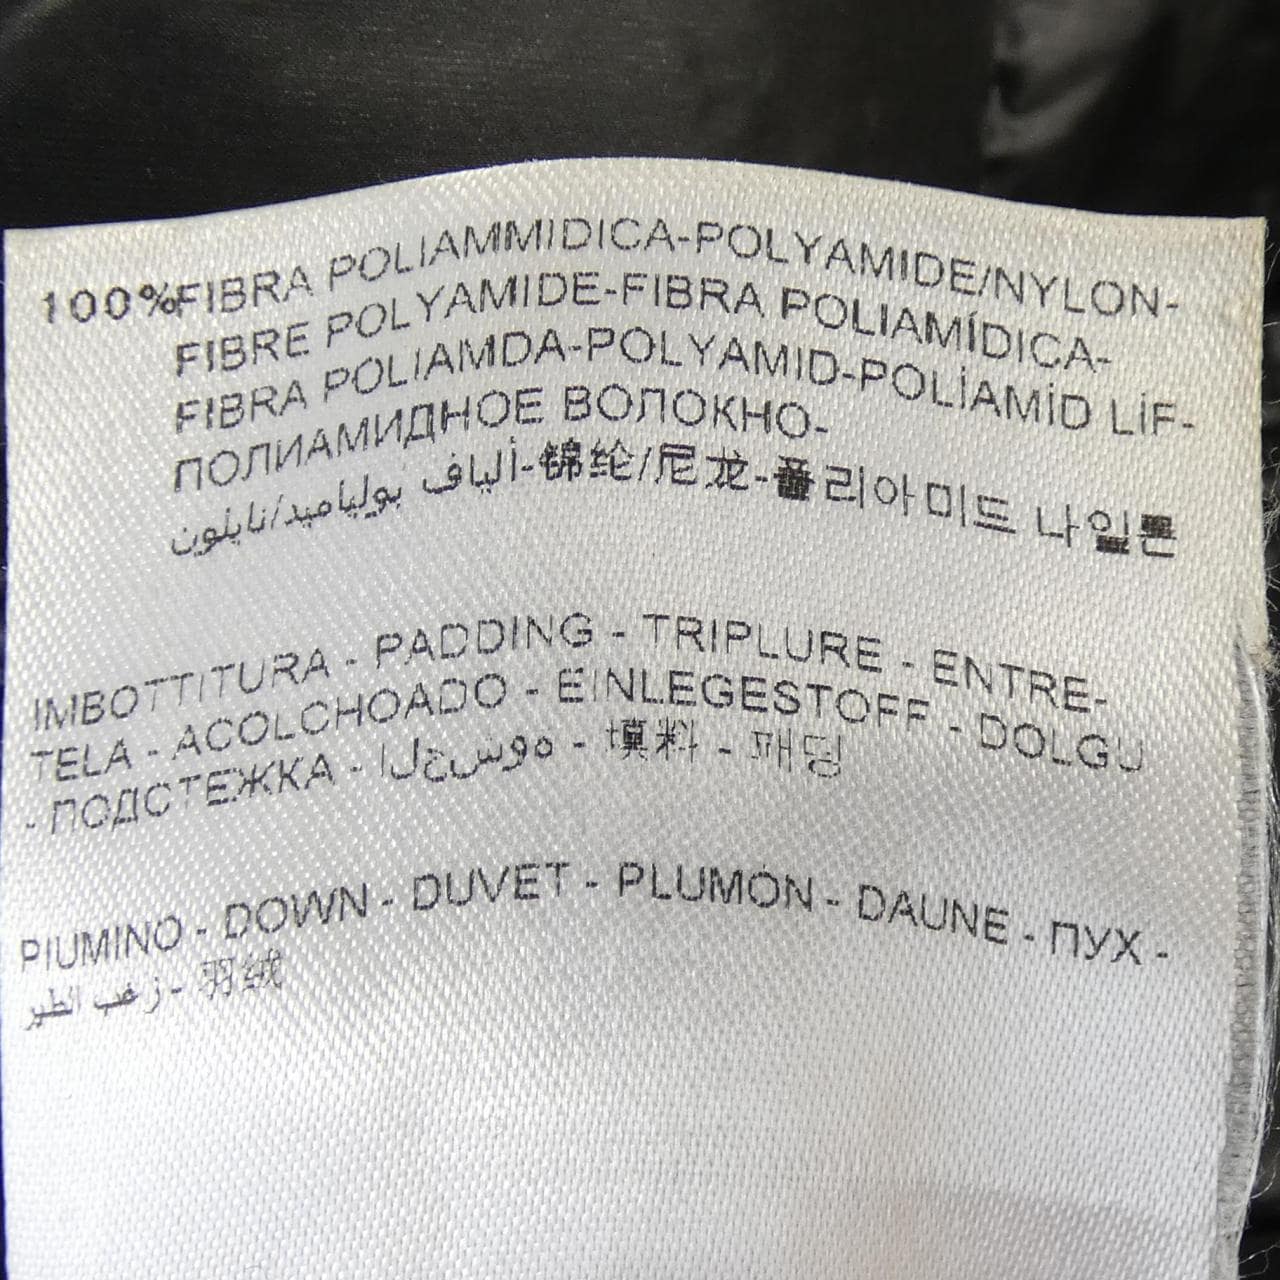 100%FIBRA POLIAMMIDICA-POLYAMIDE/NYLON-
FIBRE POLYAMIDE-FIBRA POLIAMÍDICA-
FIBRA POLIAMDA-POLYAMID-POLİAMİD LİF-
ПОЛИАМИДНОЕ ВОЛОКНО-
ألياف بولياميد/نايلون-锦纶/尼龙-폴리아미드 나일론
IMBOTTITURA - PADDING - TRIPLURE - ENTRE-
TELA - ACOLCHOADO - EINLEGESTOFF - DOLGU
- ПОДСТЕЖКА - الحشوه - 填料 - 패딩
PIUMINO - DOWN - DUVET - PLUMÓN - DAUNE - ПУХ -
زغب الطير - 羽绒